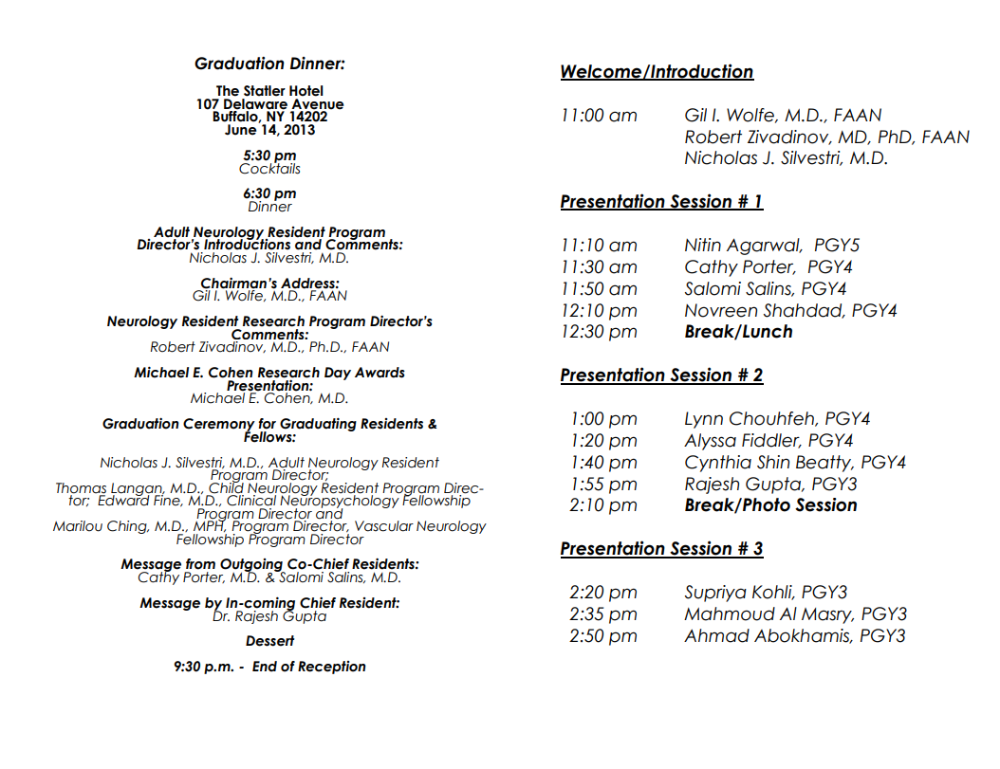 Graduation Dinner:
The Statler Hotel
107 Delaware Avenue
Buffalo, NY 14202
June 14, 2013
5:30 pm
Cocktails
6:30 pm
Dinner
Adult Neurology Resident Program
Director's Introductions and Comments:
Nicholas J. Silvestri, M.D.
Chairman's Address:
Gil I. Wolfe, M.D., FAAN
Neurology Resident Research Program Director's
Comments:
Robert Zivadinov, M.D., Ph.D., FAAN
Michael E. Cohen Research Day Awards
Presentation:
Michael E. Cohen, M.D.
Graduation Ceremony for Graduating Residents &
Fellows:
Nicholas J. Silvestri, M.D., Adult Neurology Resident
Program Director;
Thomas Langan, M.D., Child Neurology Resident Program Direc-
tor;  Edward Fine, M.D., Clinical Neuropsychology Fellowship
Program Director and
Marilou Ching, M.D., MPH, Program Director, Vascular Neurology
Fellowship Program Director
Message from Outgoing Co-Chief Residents:
Cathy Porter, M.D. & Salomi Salins, M.D.
Message by In-coming Chief Resident:
Dr. Rajesh Gupta
Dessert
9:30 p.m. -  End of Reception
Welcome/Introduction
11:00 am Gil I. Wolfe, M.D., FAAN
Robert Zivadinov, MD, PhD, FAAN
Nicholas J. Silvestri, M.D.
Presentation Session # 1
11:10 am Nitin Agarwal,  PGY5
11:30 am Cathy Porter,  PGY4
11:50 am Salomi Salins, PGY4
12:10 pm Novreen Shahdad, PGY4
12:30 pm Break/Lunch
Presentation Session # 2
1:00 pm Lynn Chouhfeh, PGY4
1:20 pm Alyssa Fiddler, PGY4
1:40 pm Cynthia Shin Beatty, PGY4
1:55 pm Rajesh Gupta, PGY3
2:10 pm Break/Photo Session
Presentation Session # 3
2:20 pm Supriya Kohli, PGY3
2:35 pm Mahmoud Al Masry, PGY3
2:50 pm Ahmad Abokhamis, PGY3